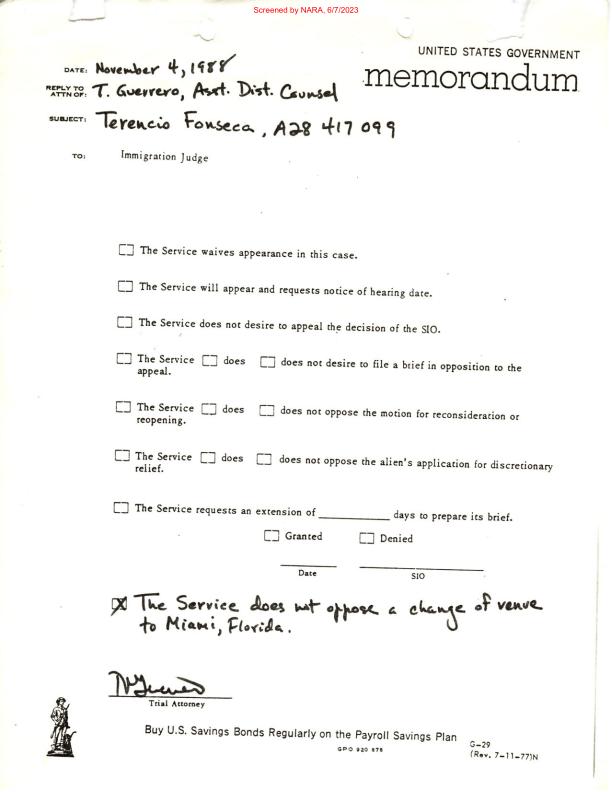 Screened by NARA, 6/7/2023
UNITED STATES GOVERNMENT
memorandum
DATE: November 4, 1988
REPLY TO ATTN OF: T. Guerrero, Asst. Dist. Counsel
SUBJECT: Terencio Fonseca, A28 417 099
TO: Immigration Judge
The Service waives appearance in this case.
The Service will appear and requests notice of hearing date.
The Service does not desire to appeal the decision of the SIO.
The Service does does not desire to file a brief in opposition to the
appeal.
The Service does does not oppose the motion for reconsideration or
reopening.
The Service does does not oppose the alien's application for discretionary
relief.
The Service requests an extension of __________ days to prepare its brief.
Granted Denied
Date SIO
The Service does not oppose a change of venue
to Miami, Florida.
Trial Attorney
Buy U.S. Savings Bonds Regularly on the Payroll Savings Plan
GPO 920 878
G-29
(Rev. 7-11-77)N